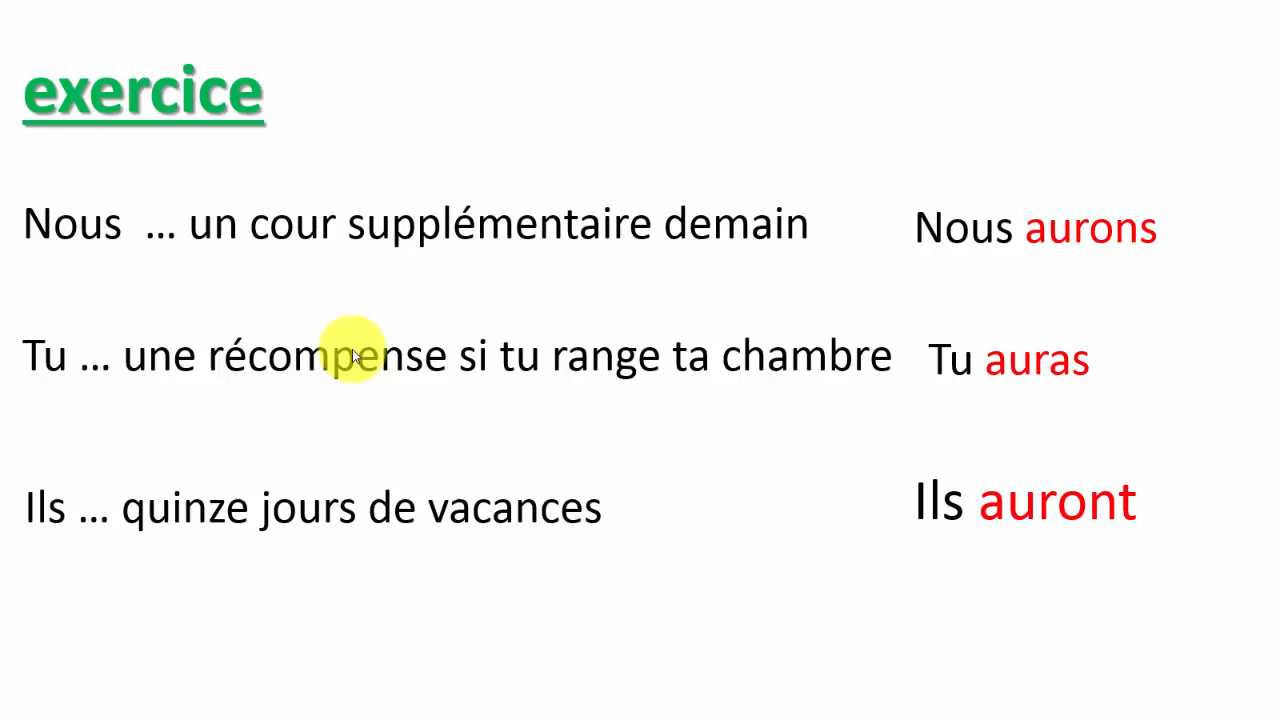 exercice
Nous … un cour supplémentaire demain
Nous aurons
Tu … une récompense si tu range ta chambre
Tu auras
Ils … quinze jours de vacances
Ils auront